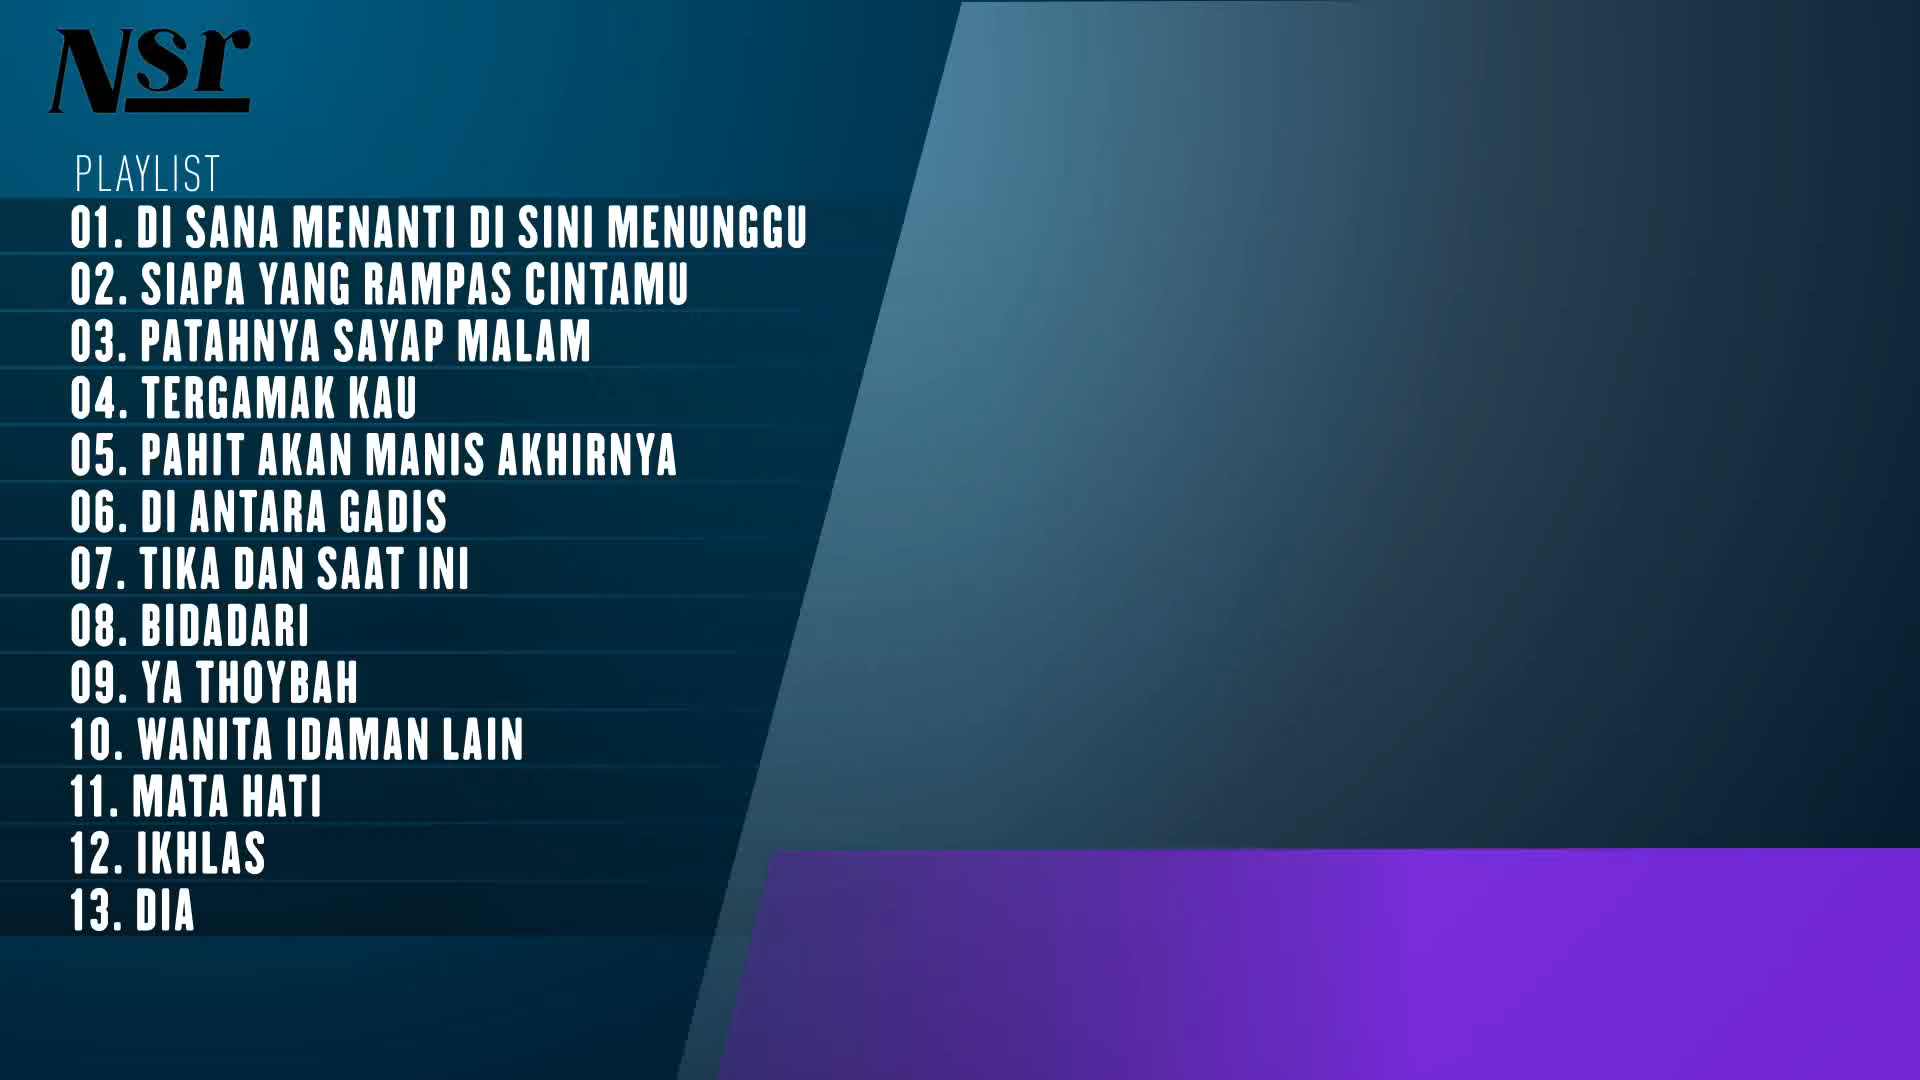 Nsr
PLAYLIST
01. DI SANA MENANTI DI SINI MENUNGGU
02. SIAPA YANG RAMPAS CINTAMU
03. PATAHNYA SAYAP MALAM
04. TERGAMAK KAU
05. PAHIT AKAN MANIS AKHIRNYA
06. DI ANTARA GADIS
07. TIKA DAN SAAT INI
08. BIDADARI
09. YA THOYBAH
10. WANITA IDAMAN LAIN
11. MATA HATI
12. IKHLAS
13. DIA